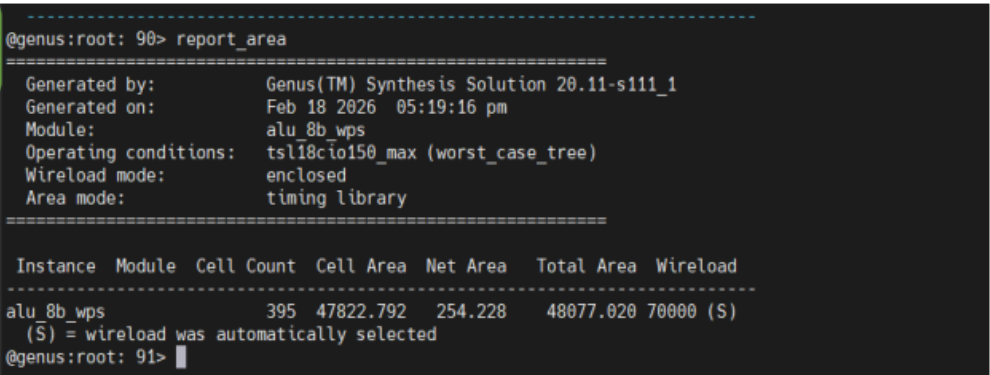 @genus:root: 90> report_area
============================================================
Generated by: Genus(TM) Synthesis Solution 20.11-s111_1
Generated on: Feb 18 2026 05:19:16 pm
Module: alu_8b_wps
Operating conditions: tsl18cio150_max (worst_case_tree)
Wireload mode: enclosed
Area mode: timing library
============================================================
Instance Module Cell Count Cell Area Net Area Total Area Wireload
---------------------------------------------------------------------------
alu_8b_wps 395 47822.792 254.228 48077.020 70000 (S)
(S) = wireload was automatically selected
@genus:root: 91>